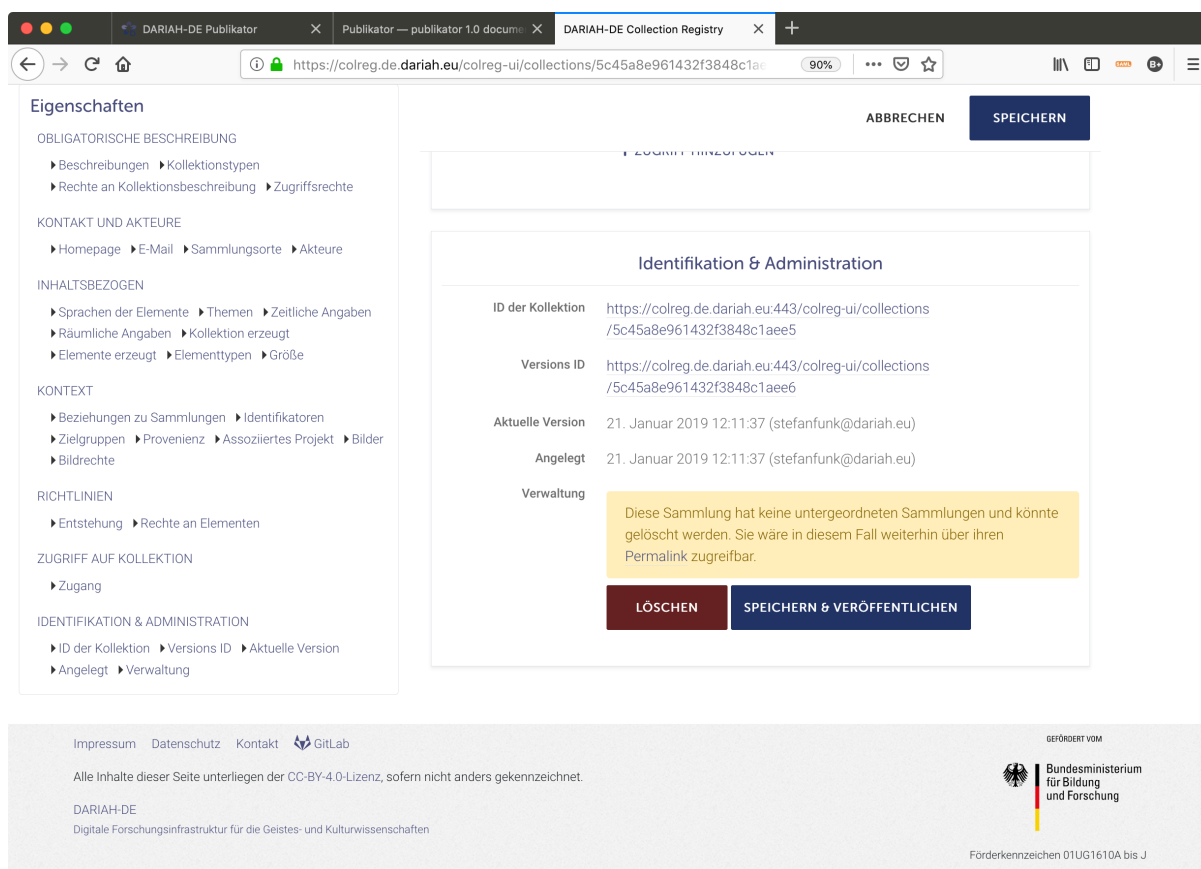 DARIAH-DE Publikator
Publikator — publikator 1.0 docume
DARIAH-DE Collection Registry
https://colreg.de.dariah.eu/colreg-ui/collections/5c45a8e961432f3848c1ae
90%
Eigenschaften
OBLIGATORISCHE BESCHREIBUNG
Beschreibungen Kollektionstypen
Rechte an Kollektionsbeschreibung Zugriffsrechte
KONTAKT UND AKTEURE
Homepage E-Mail Sammlungsorte Akteure
INHALTSBEZOGEN
Sprachen der Elemente Themen Zeitliche Angaben
Räumliche Angaben Kollektion erzeugt
Elemente erzeugt Elementtypen Größe
KONTEXT
Beziehungen zu Sammlungen Identifikatoren
Zielgruppen Provenienz Assoziiertes Projekt Bilder
Bildrechte
RICHTLINIEN
Entstehung Rechte an Elementen
ZUGRIFF AUF KOLLEKTION
Zugang
IDENTIFIKATION & ADMINISTRATION
ID der Kollektion Versions ID Aktuelle Version
Angelegt Verwaltung
ABBRECHEN
SPEICHERN
ZUGRIFF HINZUFÜGEN
Identifikation & Administration
ID der Kollektion
https://colreg.de.dariah.eu:443/colreg-ui/collections
/5c45a8e961432f3848c1aee5
Versions ID
https://colreg.de.dariah.eu:443/colreg-ui/collections
/5c45a8e961432f3848c1aee6
Aktuelle Version
21. Januar 2019 12:11:37 (stefanfunk@dariah.eu)
Angelegt
21. Januar 2019 12:11:37 (stefanfunk@dariah.eu)
Verwaltung
Diese Sammlung hat keine untergeordneten Sammlungen und könnte
gelöscht werden. Sie wäre in diesem Fall weiterhin über ihren
Permalink zugreifbar.
LÖSCHEN
SPEICHERN & VERÖFFENTLICHEN
Impressum Datenschutz Kontakt GitLab
Alle Inhalte dieser Seite unterliegen der CC-BY-4.0-Lizenz, sofern nicht anders gekennzeichnet.
DARIAH-DE
Digitale Forschungsinfrastruktur für die Geistes- und Kulturwissenschaften
GEFÖRDERT VOM
Bundesministerium
für Bildung
und Forschung
Förderkennzeichen 01UG1610A bis J